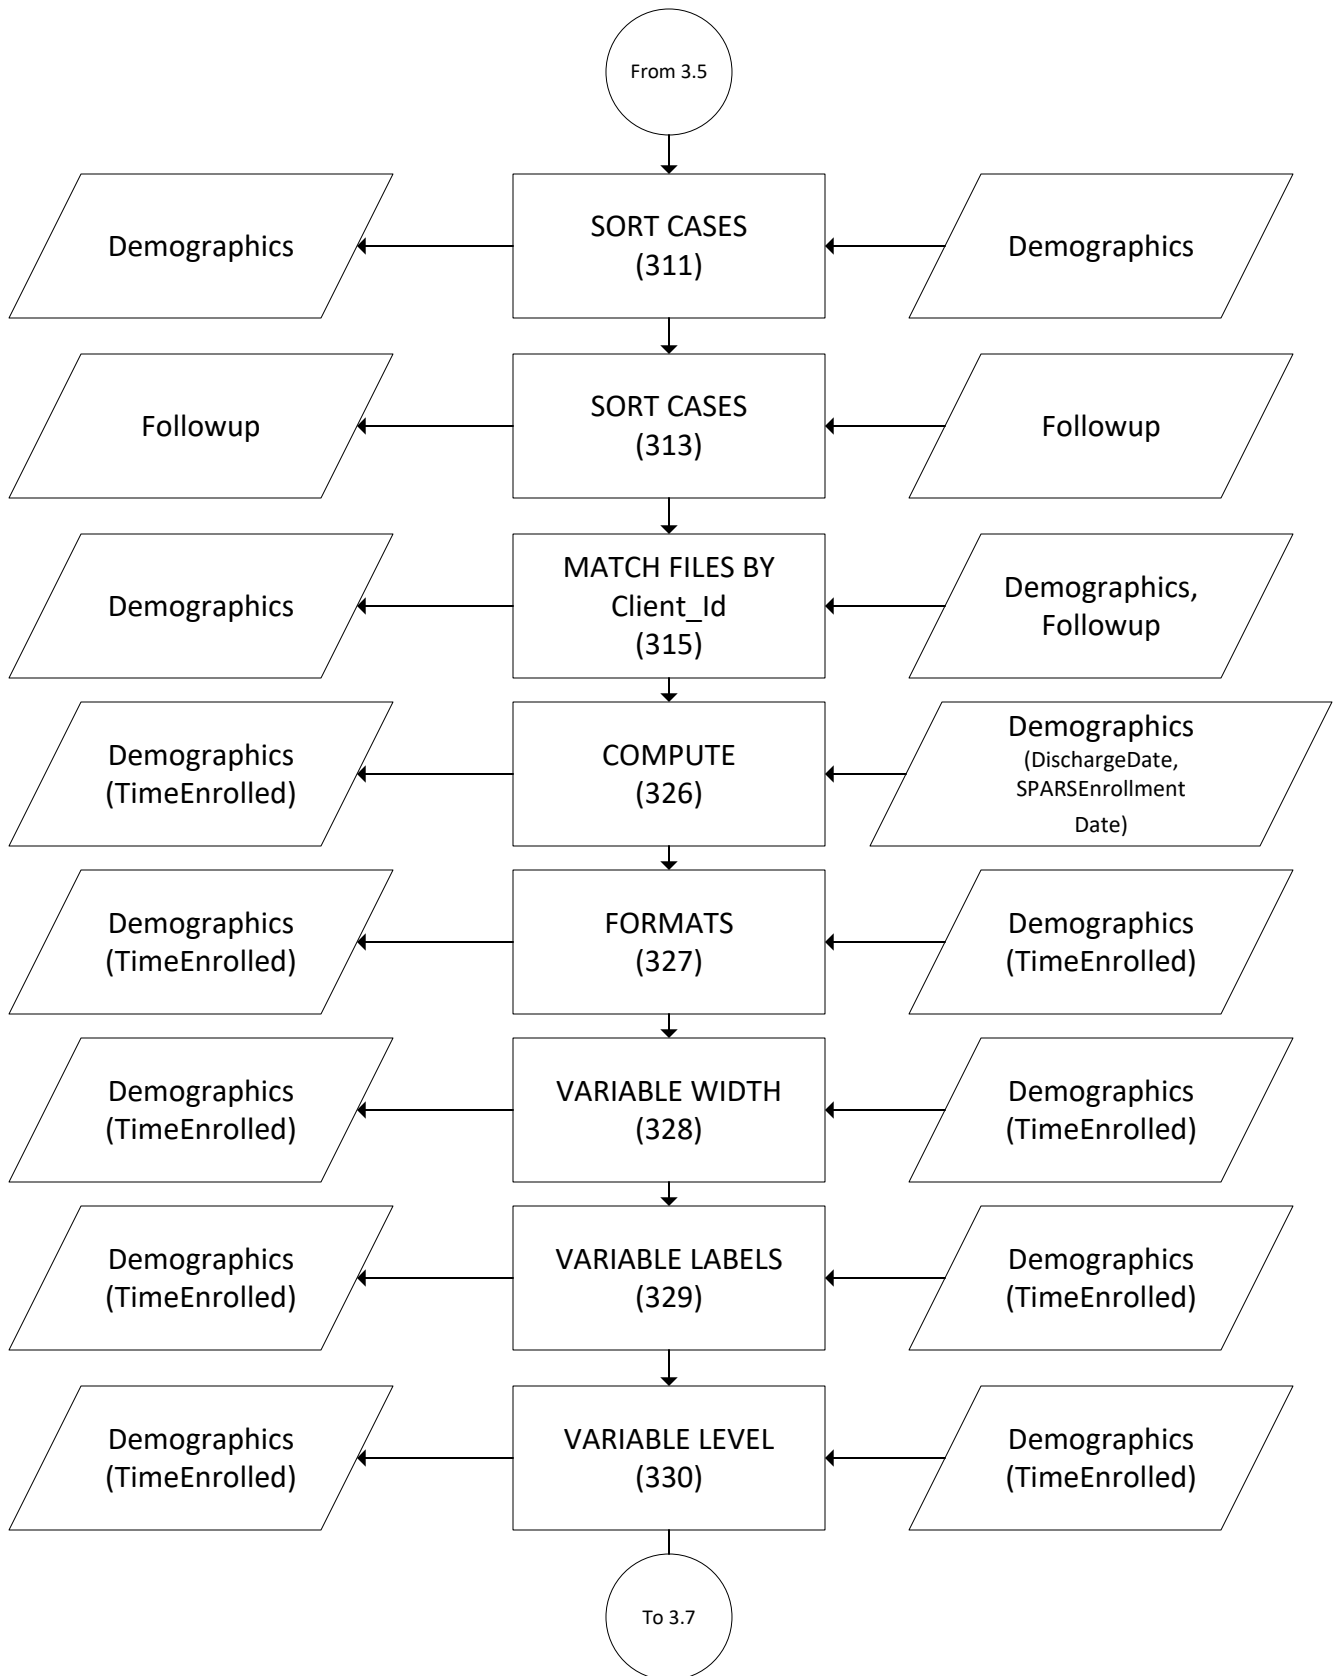 From 3.5
Demographics
SORT CASES
(311)
Demographics
Followup
SORT CASES
(313)
Followup
Demographics
MATCH FILES BY
Client_Id
(315)
Demographics,
Followup
Demographics
(TimeEnrolled)
COMPUTE
(326)
Demographics
(DischargeDate,
SPARSEnrollment
Date)
Demographics
(TimeEnrolled)
FORMATS
(327)
Demographics
(TimeEnrolled)
Demographics
(TimeEnrolled)
VARIABLE WIDTH
(328)
Demographics
(TimeEnrolled)
Demographics
(TimeEnrolled)
VARIABLE LABELS
(329)
Demographics
(TimeEnrolled)
Demographics
(TimeEnrolled)
VARIABLE LEVEL
(330)
Demographics
(TimeEnrolled)
To 3.7